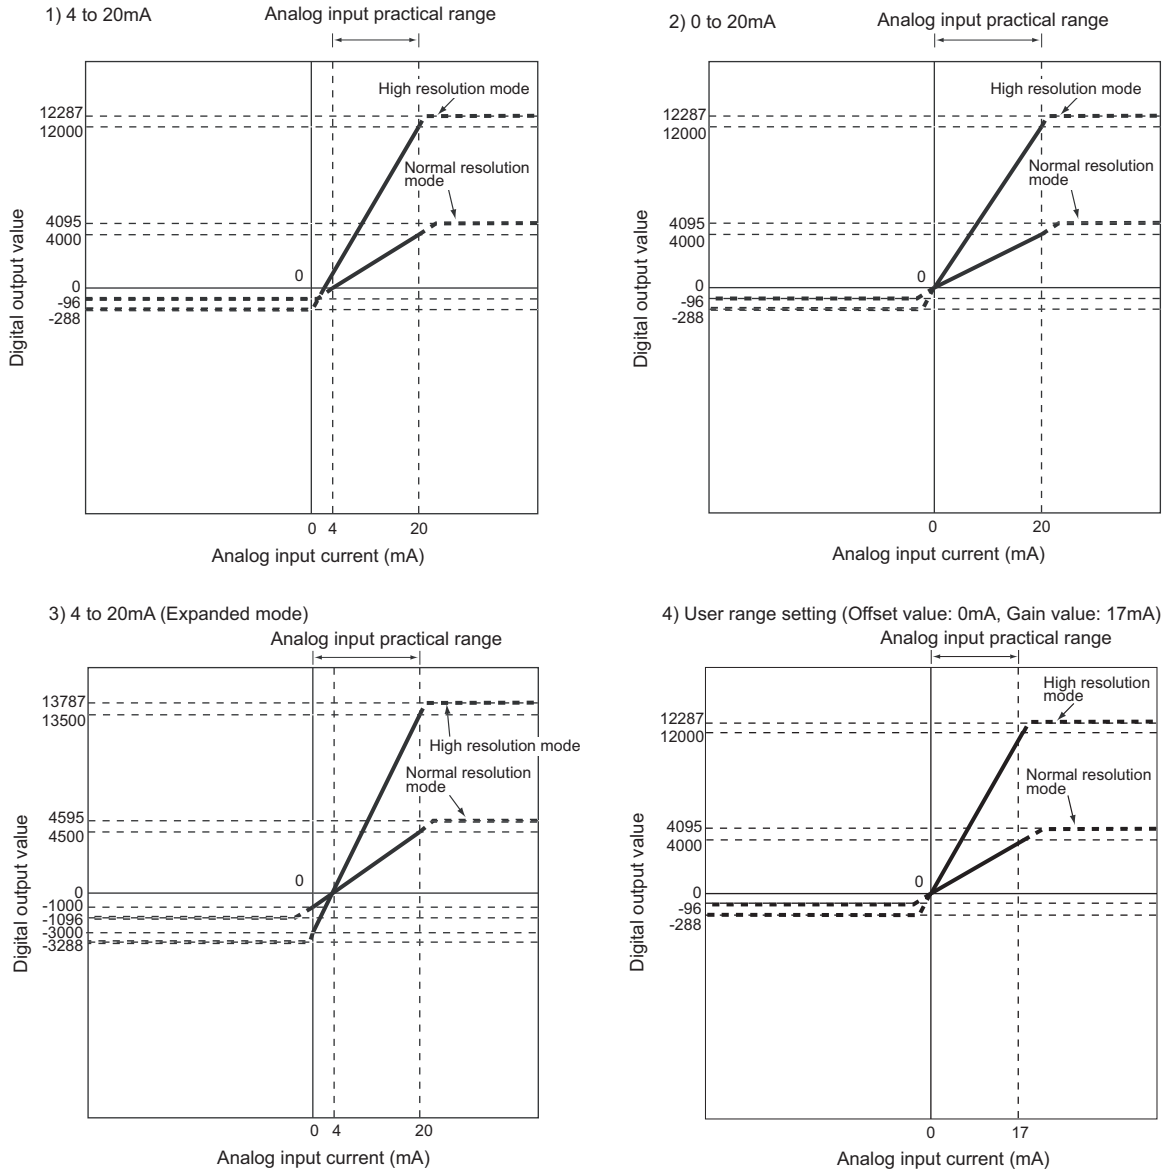 1) 4 to 20mA
Analog input practical range
High resolution mode
12287
12000
Normal resolution
mode
4095
4000
0
0
-96
-288
Digital output value
0 4 20
Analog input current (mA)
2) 0 to 20mA
Analog input practical range
High resolution mode
12287
12000
Normal resolution
mode
4095
4000
0
0
-96
-288
Digital output value
0 20
Analog input current (mA)
3) 4 to 20mA (Expanded mode)
Analog input practical range
13787
13500
High resolution mode
Normal resolution
mode
4595
4500
0
0
-1000
-1096
-3000
-3288
Digital output value
0 4 20
Analog input current (mA)
4) User range setting (Offset value: 0mA, Gain value: 17mA)
Analog input practical range
High resolution
mode
12287
12000
Normal resolution
mode
4095
4000
0
0
-96
-288
Digital output value
0 17
Analog input current (mA)